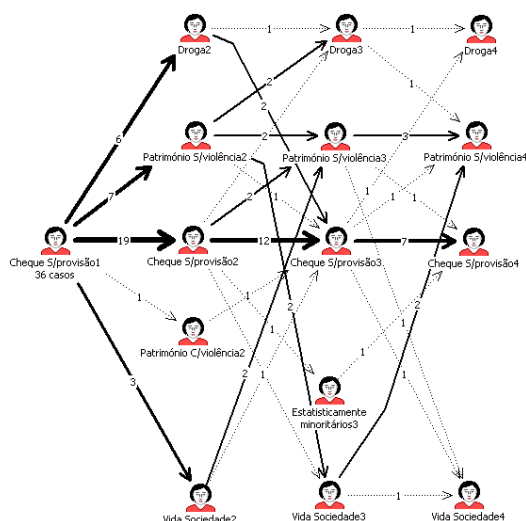 1
1
Droga2
Droga3
Droga4
2
2
1
1
6
Património S/violência2
2
Património S/violência3
3
Património S/violência4
7
2
1
1
1
1
Cheque S/provisão1
36 casos
19
Cheque S/provisão2
12
Cheque S/provisão3
7
Cheque S/provisão4
1
1
Património C/violência2
2
2
1
3
2
1
1
1
1
1
Estatisticamente
minoritários3
Vida Sociedade2
Vida Sociedade3
1
Vida Sociedade4